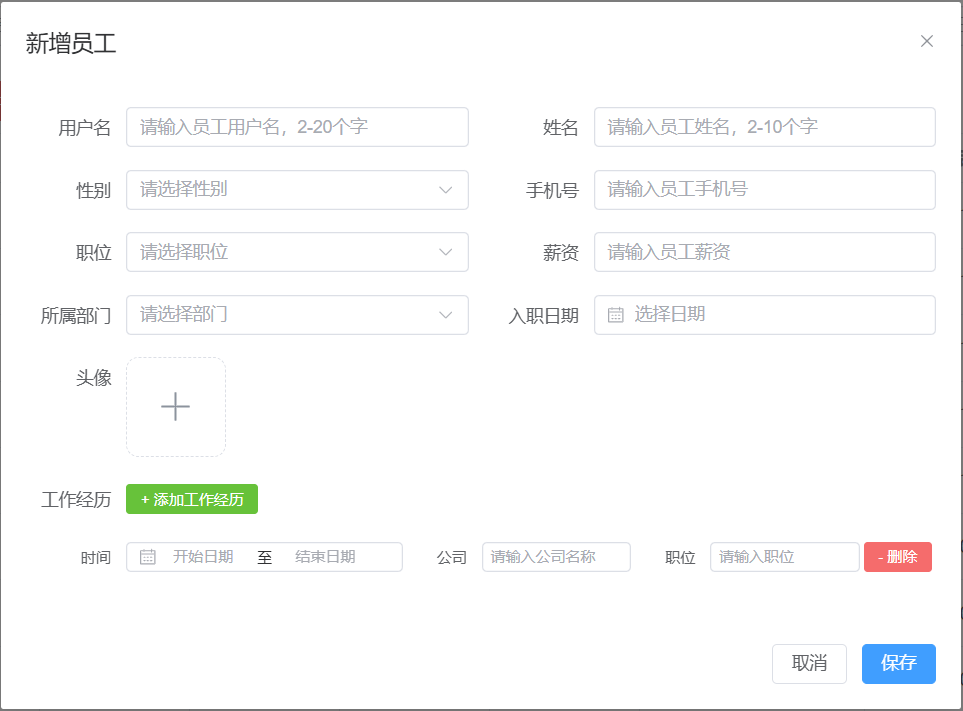 新增员工
用户名 请输入员工用户名，2-20个字 姓名 请输入员工姓名，2-10个字
性别 请选择性别 手机号 请输入员工手机号
职位 请选择职位 薪资 请输入员工薪资
所属部门 请选择部门 入职日期 选择日期
头像
工作经历 + 添加工作经历
时间 开始日期 至 结束日期 公司 请输入公司名称 职位 请输入职位 - 删除
取消 保存